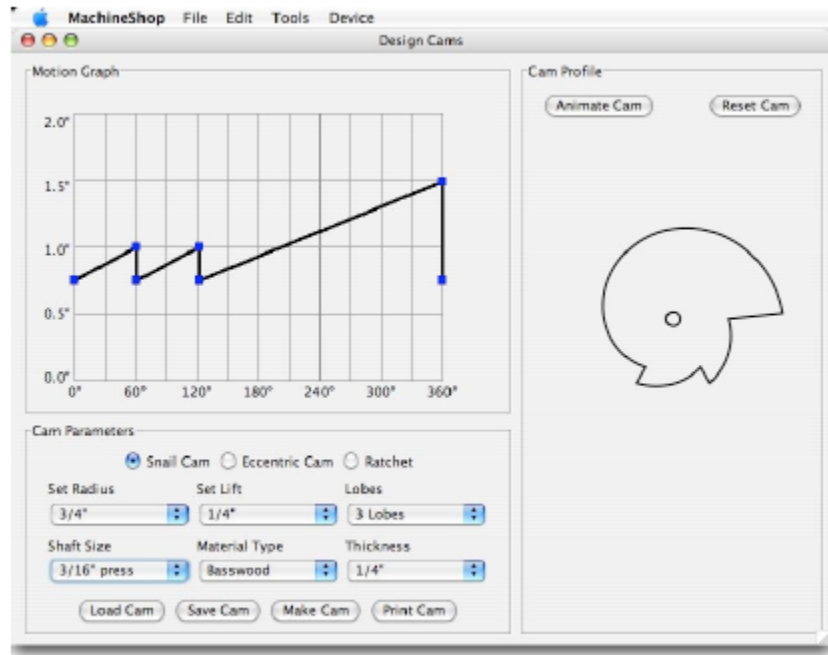 MachineShop File Edit Tools Device
Design Cams
Motion Graph
2.0"
1.5"
1.0"
0.5"
0.0"
0° 60° 120° 180° 240° 300° 360°
Cam Profile
Animate Cam Reset Cam
Cam Parameters
Snail Cam Eccentric Cam Ratchet
Set Radius Set Lift Lobes
3/4" 1/4" 3 Lobes
Shaft Size Material Type Thickness
3/16" press Basswood 1/4"
Load Cam Save Cam Make Cam Print Cam